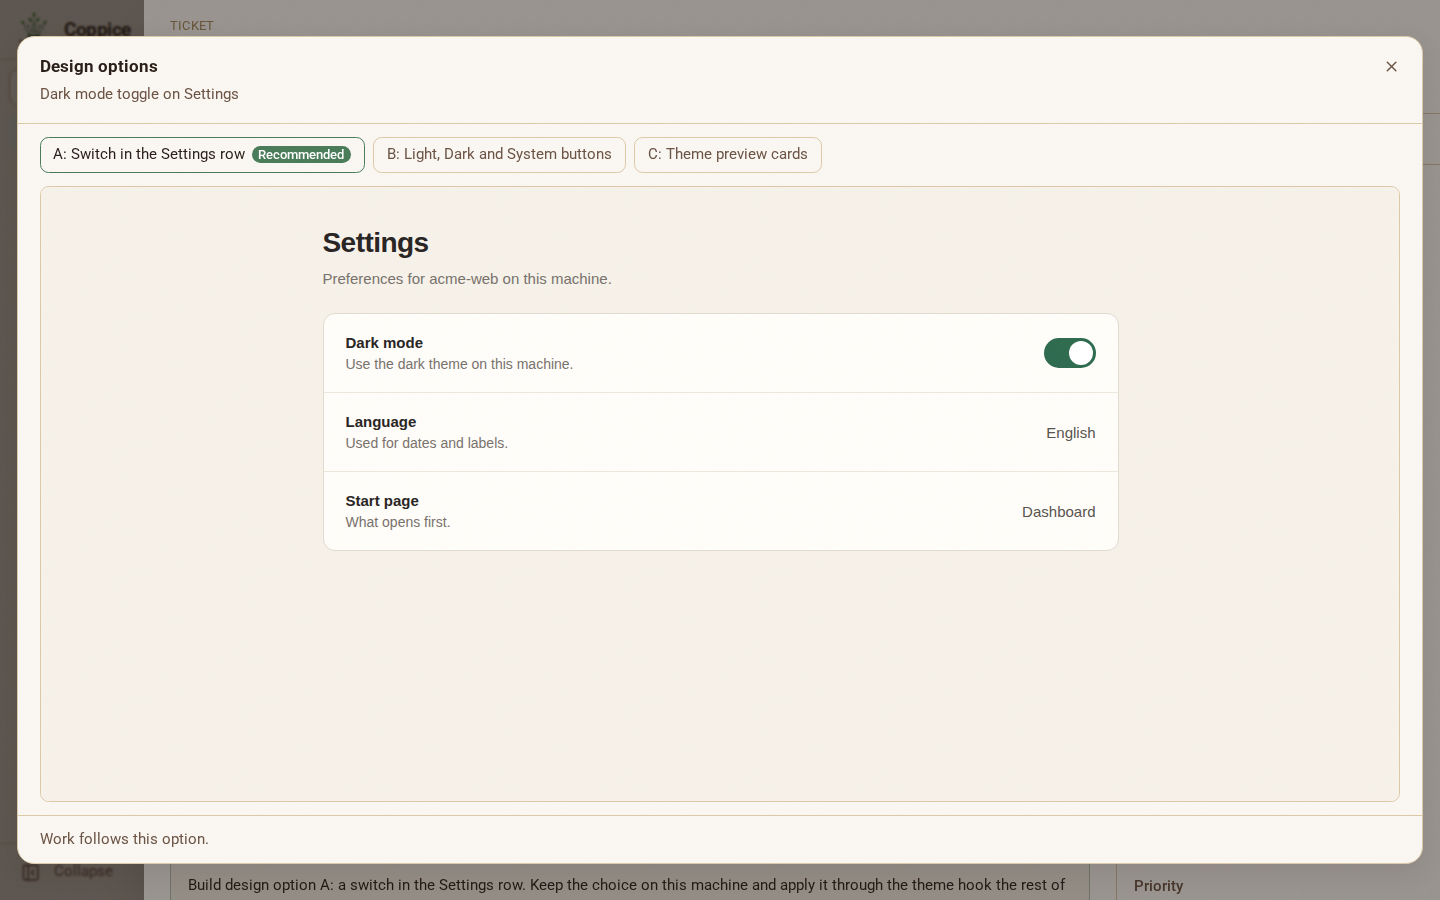 Coppice
TICKET
Design options
Dark mode toggle on Settings
A: Switch in the Settings row Recommended
B: Light, Dark and System buttons
C: Theme preview cards
Settings
Preferences for acme-web on this machine.
Dark mode
Use the dark theme on this machine.
Language
Used for dates and labels.
English
Start page
What opens first.
Dashboard
Work follows this option.
Collapse
Build design option A: a switch in the Settings row. Keep the choice on this machine and apply it through the theme hook the rest of
Priority